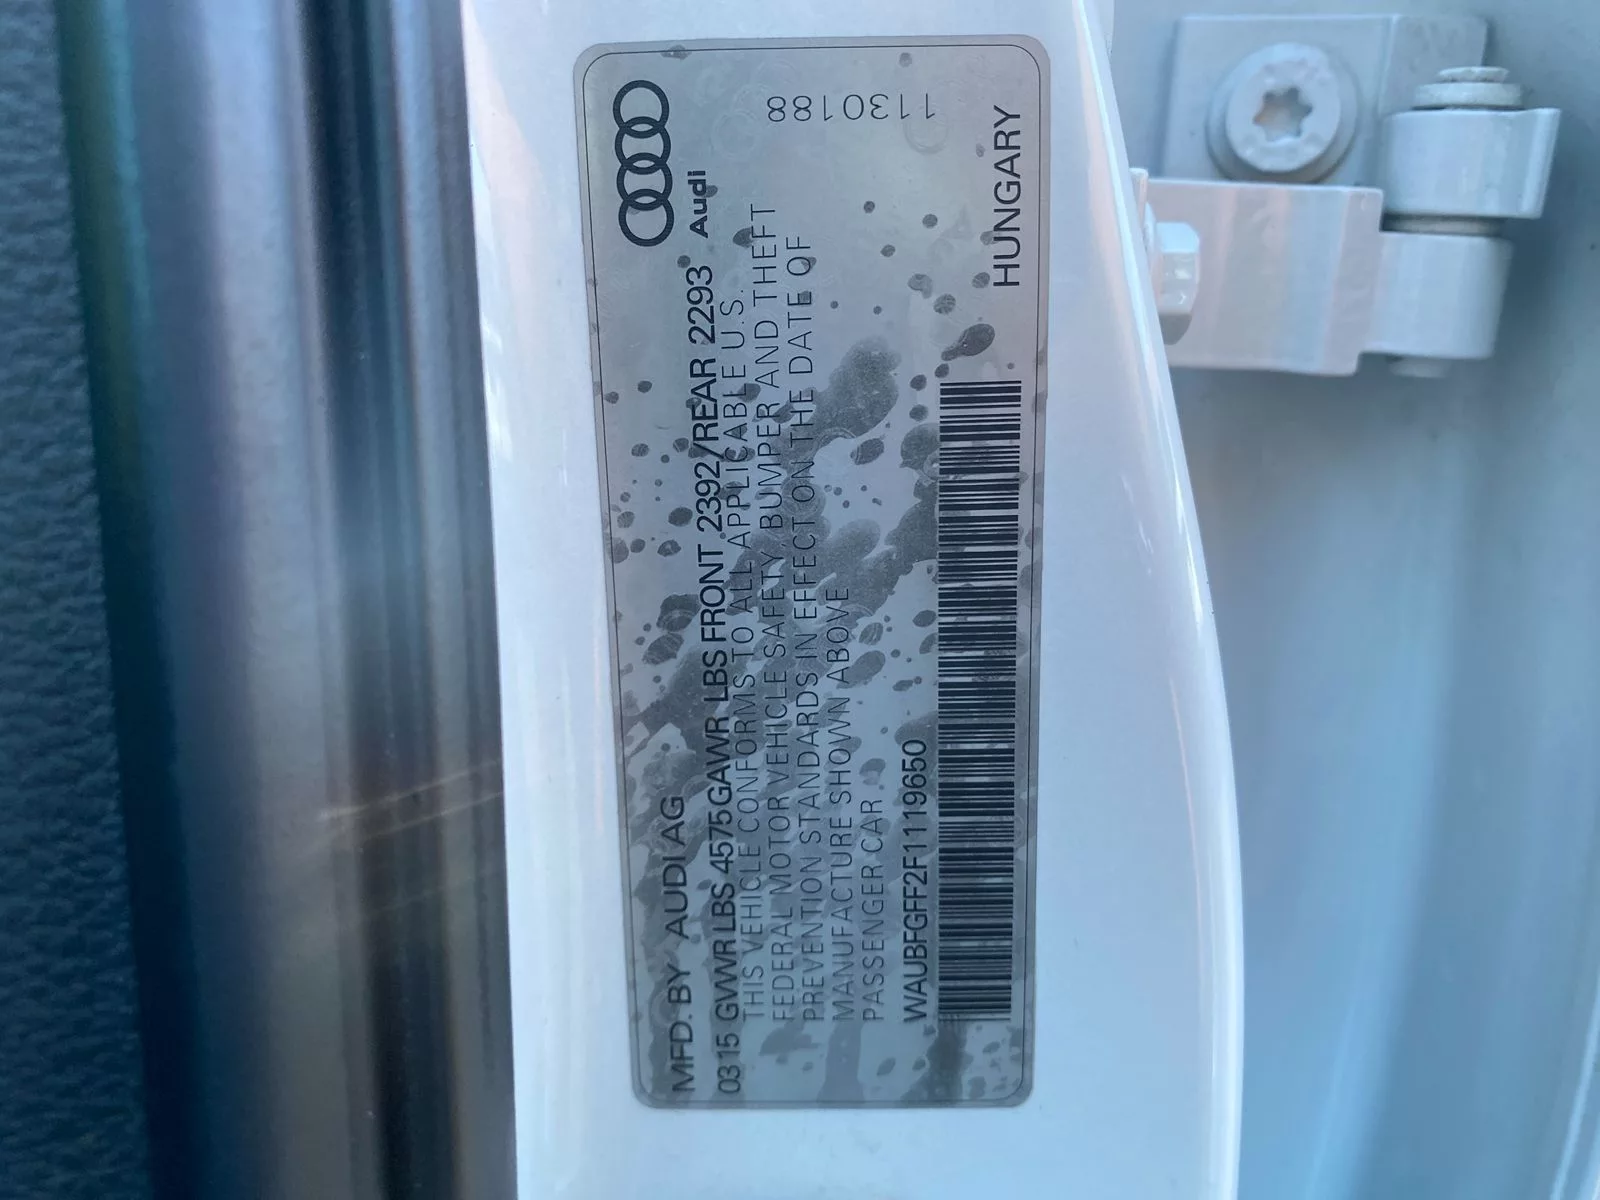 Audi
1130188
MFD. BY AUDI AG
0315 GVWR LBS 4575 GAWR LBS FRONT 2392/REAR 2293
THIS VEHICLE CONFORMS TO ALL APPLICABLE U.S.
FEDERAL MOTOR VEHICLE SAFETY, BUMPER AND THEFT
PREVENTION STANDARDS IN EFFECT ON THE DATE OF
MANUFACTURE SHOWN ABOVE
PASSENGER CAR
WAUBFGFF2F1119650
HUNGARY